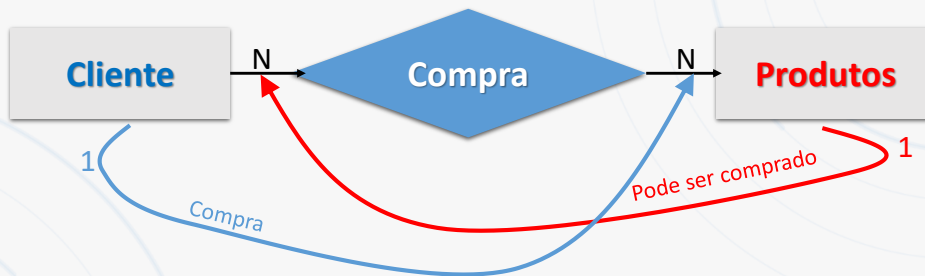 Cliente
N
Compra
N
Produtos
1
1
Compra
Pode ser comprado